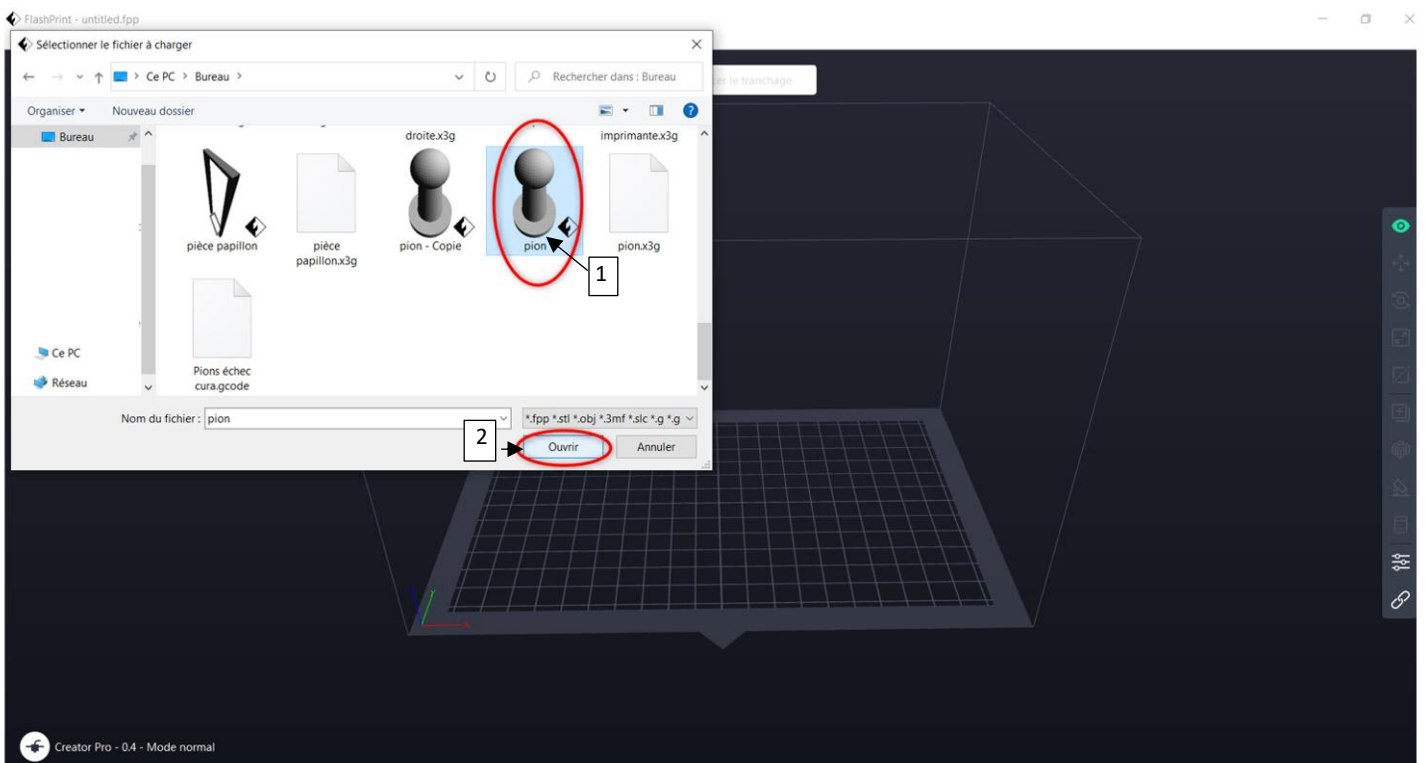 FlashPrint - untitled.fpp
Sélectionner le fichier à charger
Ce PC > Bureau >
Rechercher dans : Bureau
cer le tranchage
Organiser
Nouveau dossier
Bureau
droite.x3g
imprimante.x3g
pièce papillon
pièce
papillon.x3g
pion - Copie
pion
pion.x3g
1
Ce PC
Réseau
Pions échec
cura.gcode
Nom du fichier : pion
*.fpp *.stl *.obj *.3mf *.slc *.g *.g
2
Ouvrir
Annuler
Creator Pro - 0.4 - Mode normal